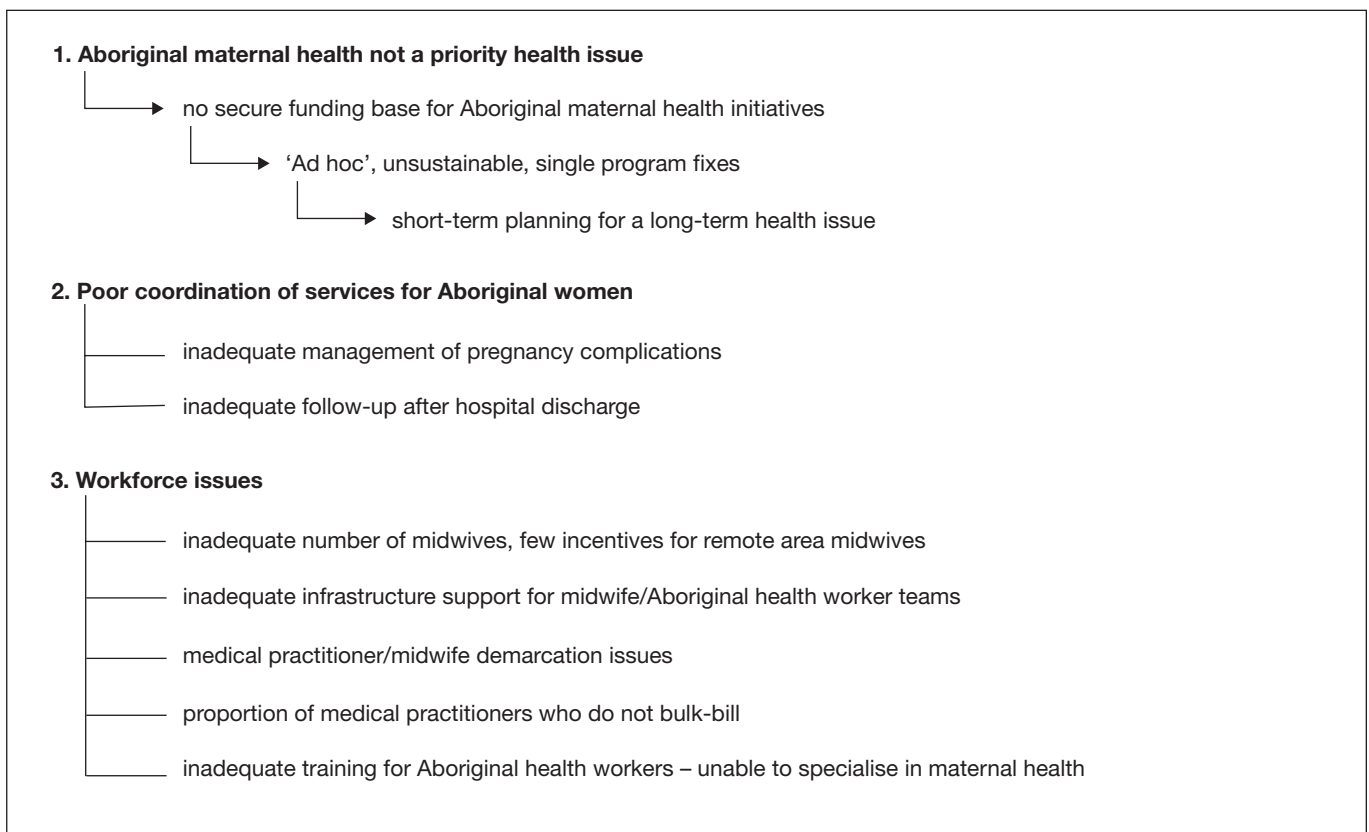 1. Aboriginal maternal health not a priority health issue
no secure funding base for Aboriginal maternal health initiatives
‘Ad hoc’, unsustainable, single program fixes
short-term planning for a long-term health issue
2. Poor coordination of services for Aboriginal women
inadequate management of pregnancy complications
inadequate follow-up after hospital discharge
3. Workforce issues
inadequate number of midwives, few incentives for remote area midwives
inadequate infrastructure support for midwife/Aboriginal health worker teams
medical practitioner/midwife demarcation issues
proportion of medical practitioners who do not bulk-bill
inadequate training for Aboriginal health workers – unable to specialise in maternal health